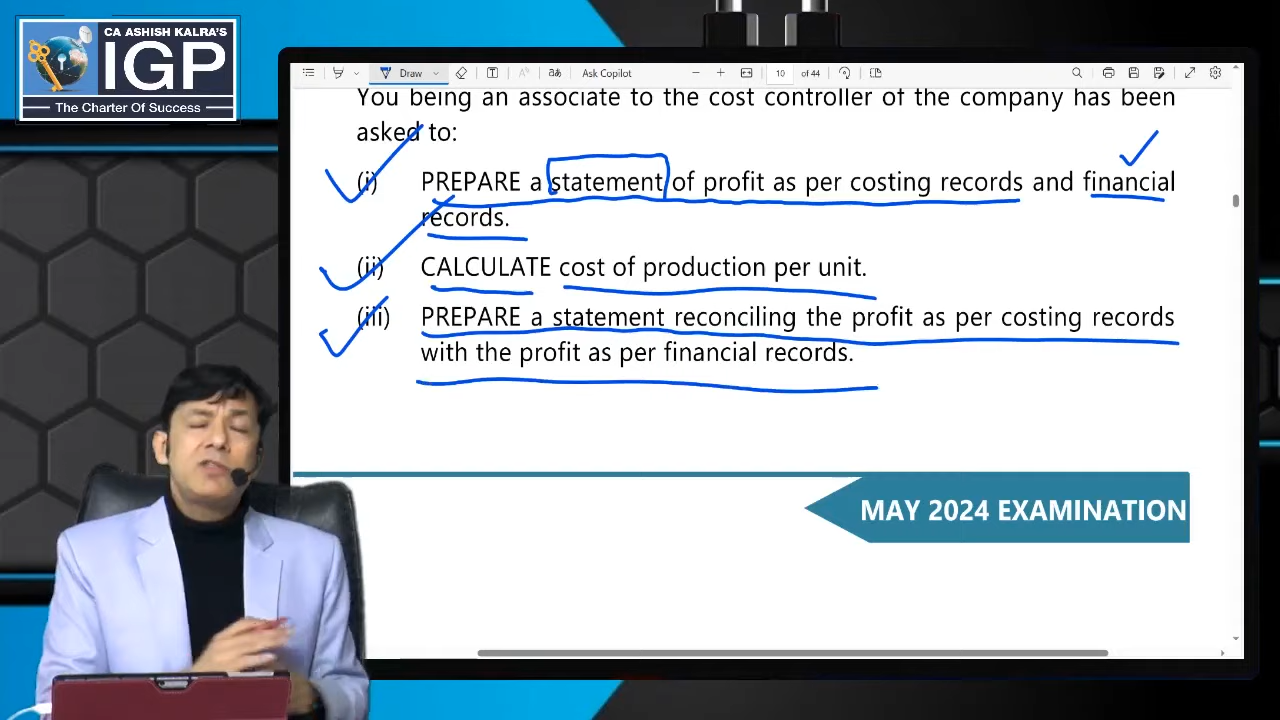 CA ASHISH KALRA'S
IGP
The Charter Of Success
Draw
Ask Copilot
10 of 44
You being an associate to the cost controller of the company has been
asked to:
(i) PREPARE a statement of profit as per costing records and financial
records.
(ii) CALCULATE cost of production per unit.
(iii) PREPARE a statement reconciling the profit as per costing records
with the profit as per financial records.
MAY 2024 EXAMINATION